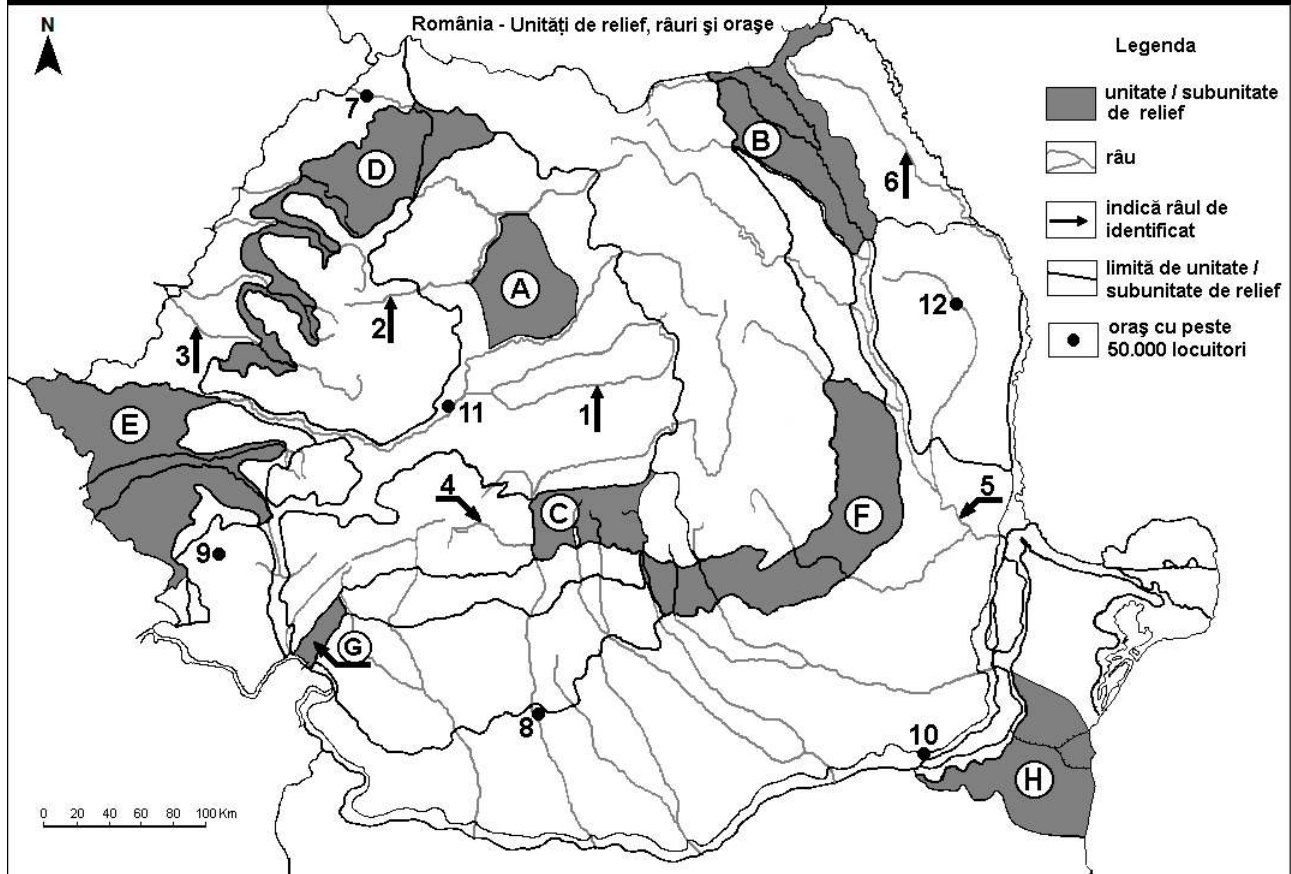 România - Unități de relief, râuri și orașe
N
Legenda
unitate / subunitate
de relief
râu
indică râul de
identificat
limită de unitate /
subunitate de relief
oraș cu peste
50.000 locuitori
7
D
B
6
A
2
3
12
E
11
1
4
C
5
F
9
G
8
10
H
0 20 40 60 80 100 Km